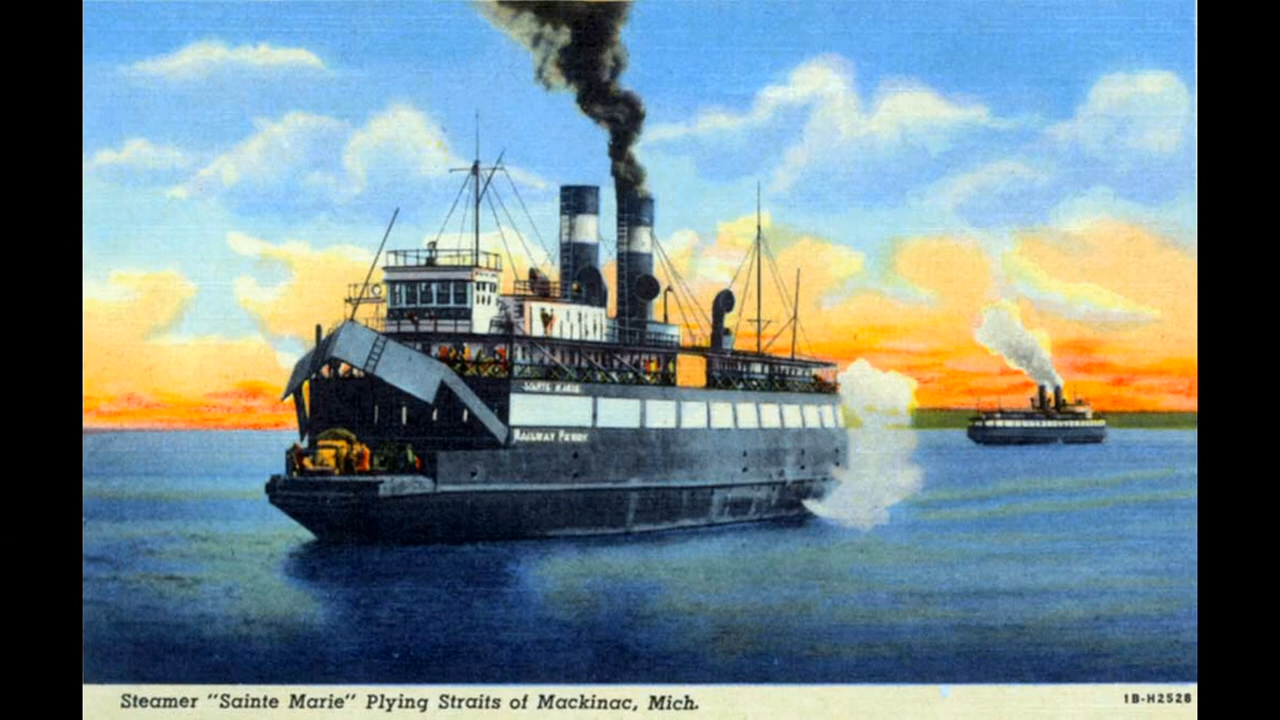 SAINTE MARIE
RAILWAY FERRY
Steamer "Sainte Marie" Plying Straits of Mackinac, Mich.
1B-H2528